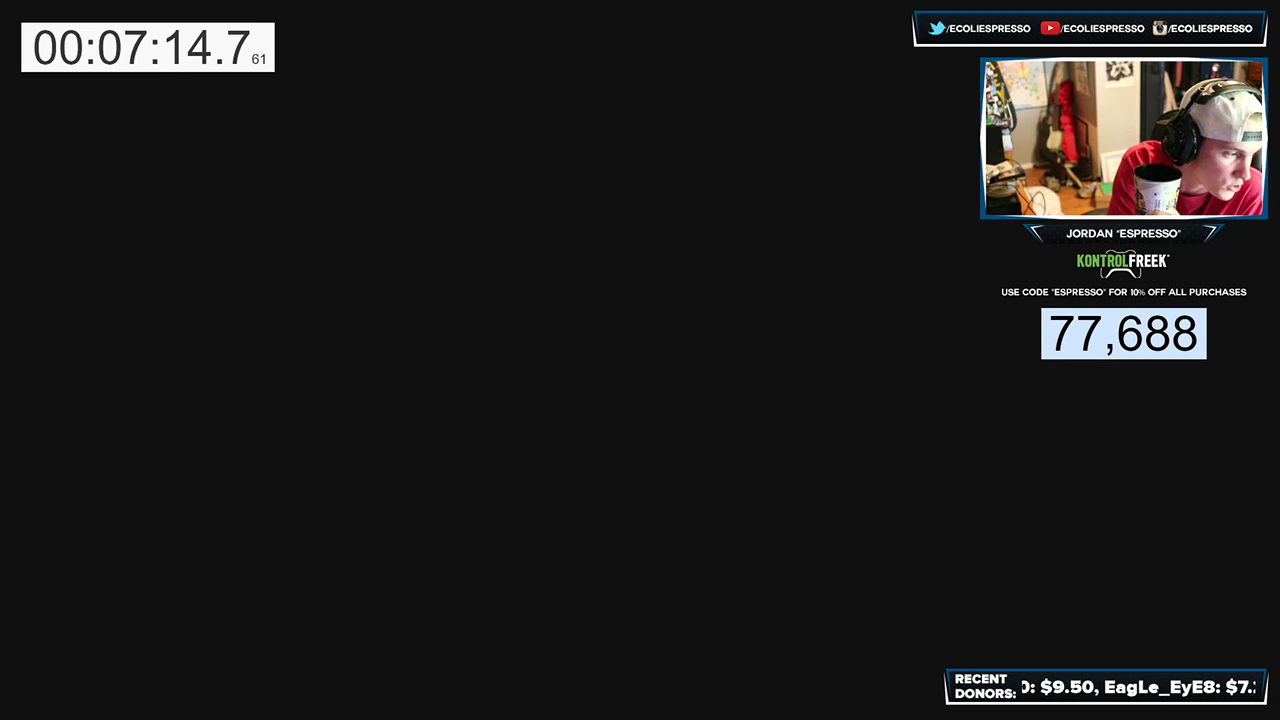 00:07:14.761
/ECOLIESPRESSO /ECOLIESPRESSO /ECOLIESPRESSO
JORDAN "ESPRESSO"
KONTROLFREEK
USE CODE "ESPRESSO" FOR 10% OFF ALL PURCHASES
77,688
RECENT DONORS: : $9.50, EagLe_EyE8: $7.